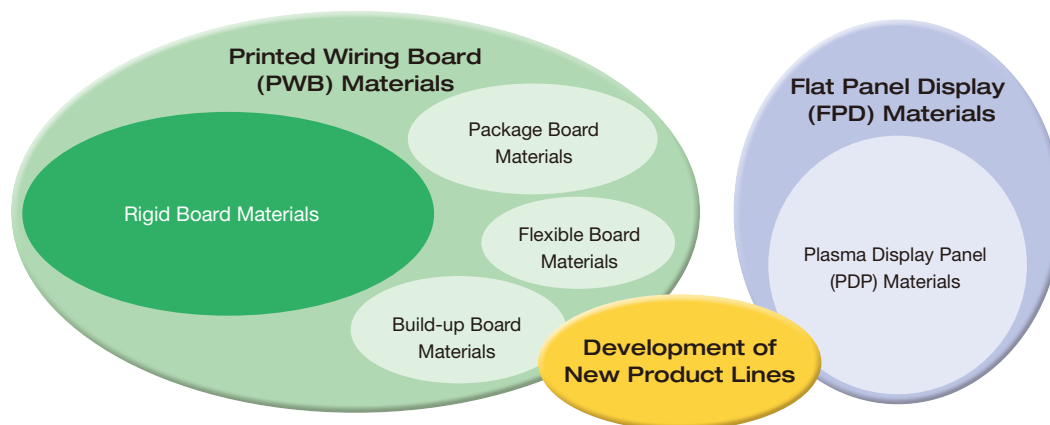 Printed Wiring Board
(PWB) Materials
Package Board
Materials
Rigid Board Materials
Flexible Board
Materials
Build-up Board
Materials
Development of
New Product Lines
Flat Panel Display
(FPD) Materials
Plasma Display Panel
(PDP) Materials